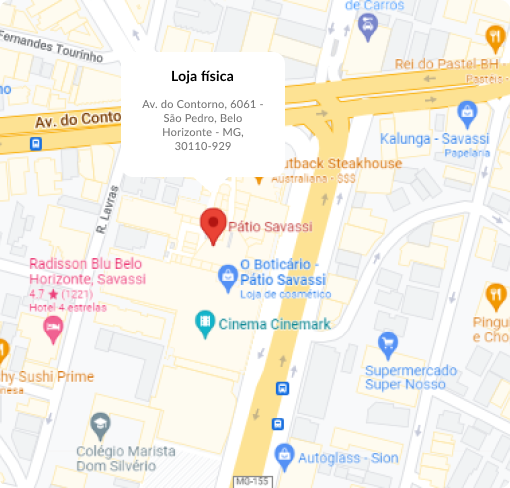 de Carros
Fernandes Tourinho
Rei do Pastel-BH -
Pastéis -
Loja física
Av. do Contorno, 6061 -
São Pedro, Belo
Horizonte - MG,
30110-929
Av. do Conto
Kalunga - Savassi
Papelaria
utback Steakhouse
Australiana - $$$
R. Lavras
Pátio Savassi
Radisson Blu Belo
Horizonte, Savassi
4.7 ★ (1221)
Hotel 4 estrelas
O Boticário -
Pátio Savassi
Loja de cosmético
Cinema Cinemark
Pingui
e Cho
Supermercado
Super Nosso
hy Sushi Prime
nesa
Colégio Marista
Dom Silvério
Autoglass - Sion
MG-155